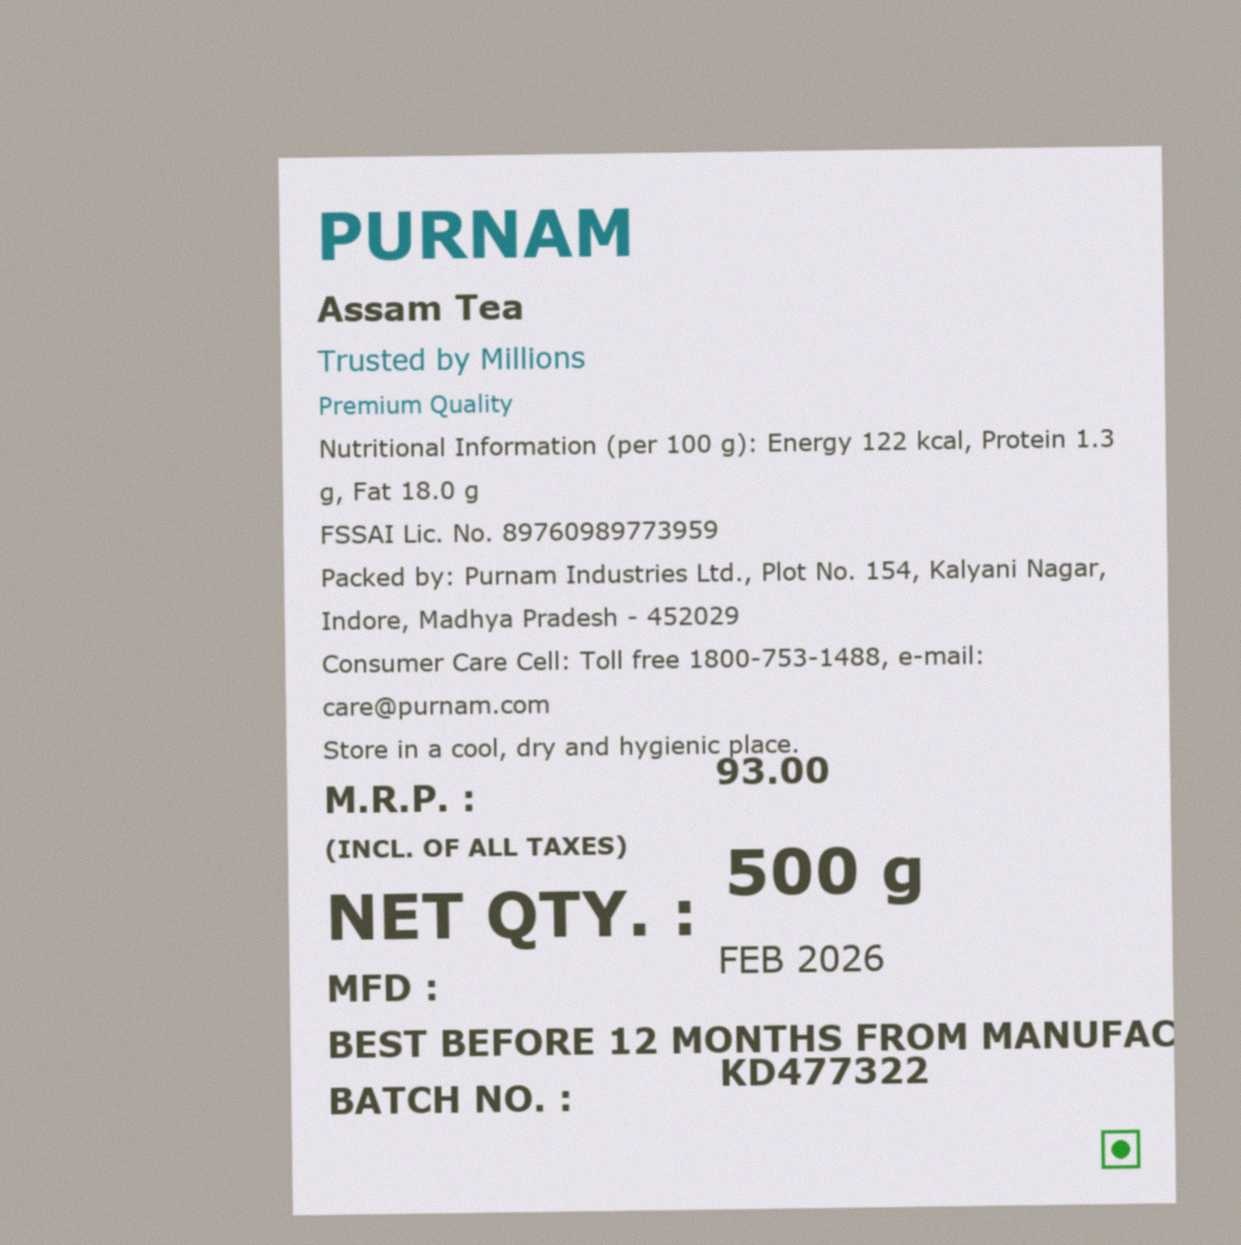 PURNAM
Assam Tea
Trusted by Millions
Premium Quality
Nutritional Information (per 100 g): Energy 122 kcal, Protein 1.3
g, Fat 18.0 g
FSSAI Lic. No. 89760989773959
Packed by: Purnam Industries Ltd., Plot No. 154, Kalyani Nagar,
Indore, Madhya Pradesh - 452029
Consumer Care Cell: Toll free 1800-753-1488, e-mail:
care@purnam.com
Store in a cool, dry and hygienic place.
M.R.P. : 93.00
(INCL. OF ALL TAXES)
NET QTY. : 500 g
MFD : FEB 2026
BEST BEFORE 12 MONTHS FROM MANUFAC
BATCH NO. : KD477322